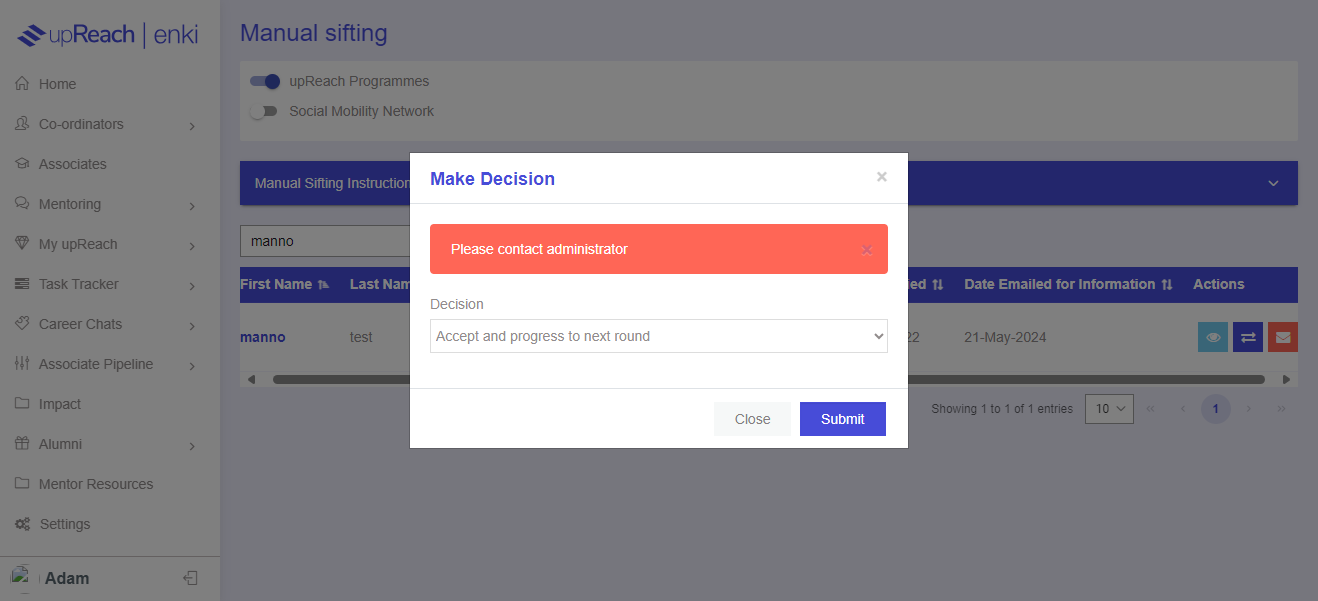 upReach | enki
Home
Co-ordinators
Associates
Mentoring
My upReach
Task Tracker
Career Chats
Associate Pipeline
Impact
Alumni
Mentor Resources
Settings
Adam
Manual sifting
upReach Programmes
Social Mobility Network
Manual Sifting Instruction
manno
First Name Last Nam ed Date Emailed for Information Actions
manno test 22 21-May-2024
Showing 1 to 1 of 1 entries 10 « ‹ 1 › »
Make Decision ×
Please contact administrator ×
Decision
Accept and progress to next round
Close Submit